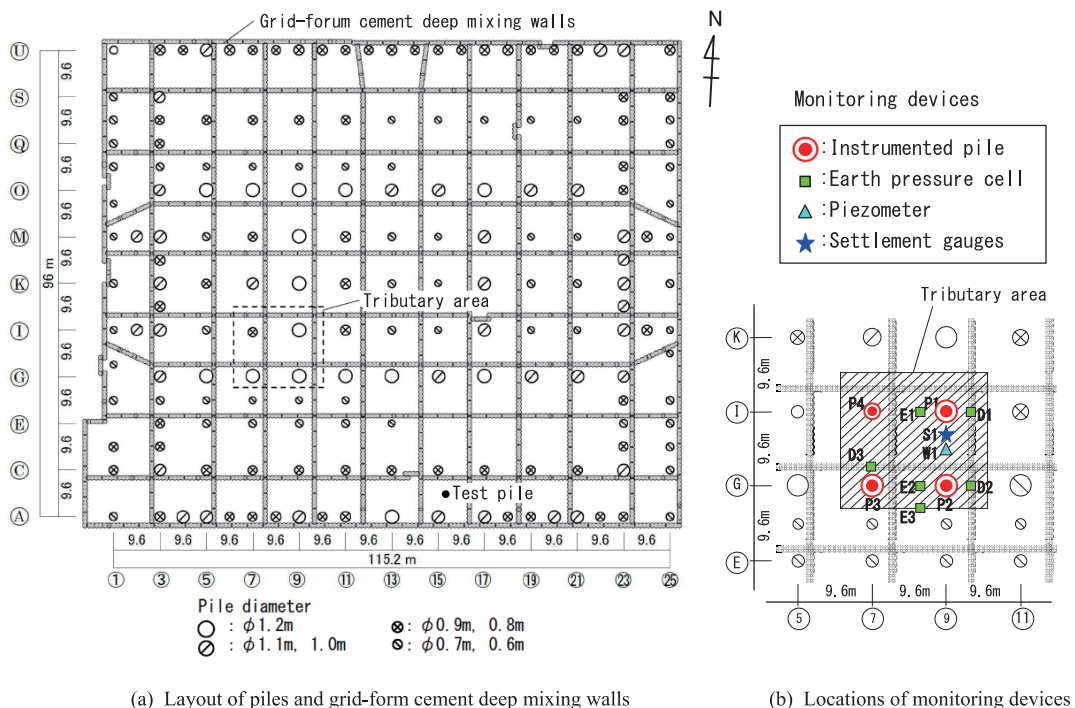 Grid-forum cement deep mixing walls
N
Ⓤ
Ⓢ
Ⓠ
Ⓞ
Ⓜ
Ⓚ
Ⓘ
Ⓖ
Ⓔ
Ⓒ
Ⓐ
9.6
9.6
9.6
9.6
9.6
9.6
9.6
9.6
9.6
9.6
96 m
Tributary area
Test pile
9.6 9.6 9.6 9.6 9.6 9.6 9.6 9.6 9.6 9.6 9.6 9.6
115.2 m
① ③ ⑤ ⑦ ⑨ ⑪ ⑬ ⑮ ⑰ ⑲ ㉑ ㉓ ㉕
Pile diameter
: φ1.2m
: φ1.1m, 1.0m
: φ0.9m, 0.8m
: φ0.7m, 0.6m
(a) Layout of piles and grid-form cement deep mixing walls
Monitoring devices
:Instrumented pile
:Earth pressure cell
:Piezometer
:Settlement gauges
Tributary area
Ⓚ
9.6m
Ⓘ
9.6m
Ⓖ
9.6m
Ⓔ
P4 E1 P1 D1
S1
W1
D3
E2 D2
P3 P2
E3
9.6m 9.6m 9.6m
⑤ ⑦ ⑨ ⑪
(b) Locations of monitoring devices